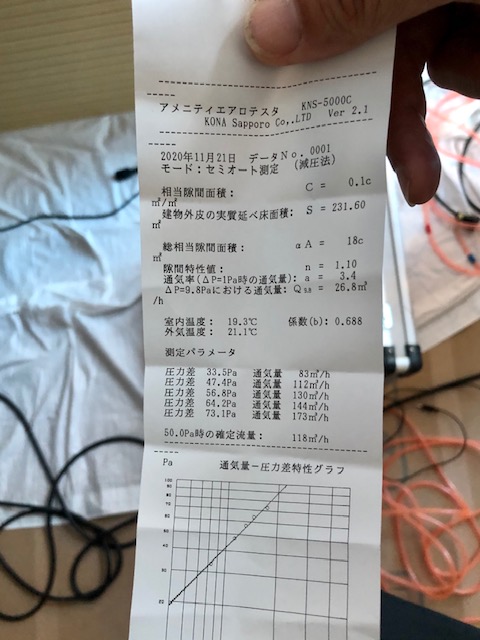 アメニティエアロテスタ KNS-5000C
KONA Sapporo Co,.LTD Ver 2.1
2020年11月21日 データNo. 0001
モード：セミオート測定 (減圧法)
相当隙間面積： C = 0.1c
㎡/㎡
建物外皮の実質延べ床面積： S = 231.60
㎡
総相当隙間面積： αA = 18c
㎡
隙間特性値： n = 1.10
通気率(ΔP=1Pa時の通気量)： a = 3.4
ΔP=9.8Paにおける通気量： Q9.8 = 26.8㎥
/h
室内温度： 19.3℃ 係数(b)： 0.688
外気温度： 21.1℃
測定パラメータ
圧力差 33.5Pa 通気量 83㎥/h
圧力差 47.4Pa 通気量 112㎥/h
圧力差 56.8Pa 通気量 130㎥/h
圧力差 64.2Pa 通気量 144㎥/h
圧力差 73.1Pa 通気量 173㎥/h
50.0Pa時の確定流量： 118㎥/h
Pa 通気量－圧力差特性グラフ
100
90
80
70
60
50
40
30
20